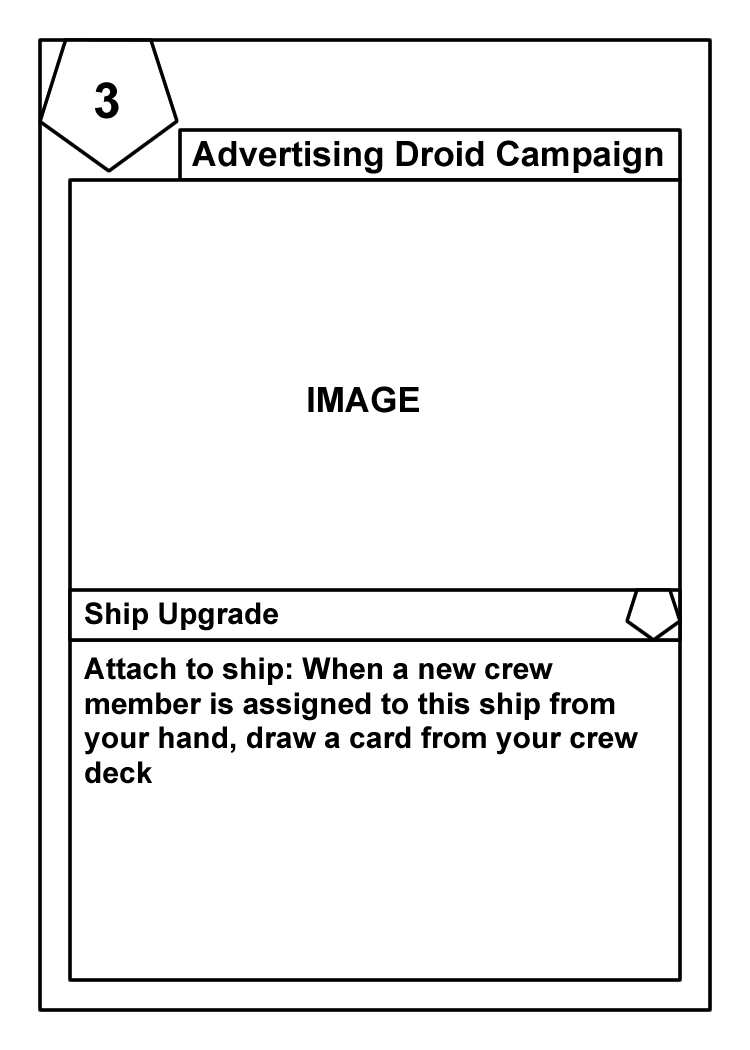 3
Advertising Droid Campaign
IMAGE
Ship Upgrade
Attach to ship: When a new crew
member is assigned to this ship from
your hand, draw a card from your crew
deck